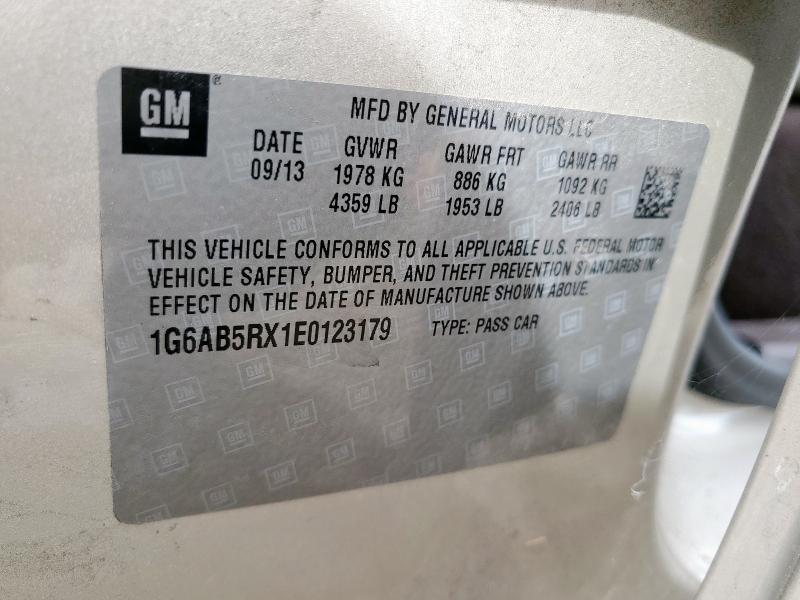 GM ®
MFD BY GENERAL MOTORS LLC
DATE GVWR GAWR FRT GAWR RR
09/13 1978 KG 886 KG 1092 KG
4359 LB 1953 LB 2406 LB
THIS VEHICLE CONFORMS TO ALL APPLICABLE U.S. FEDERAL MOTOR
VEHICLE SAFETY, BUMPER, AND THEFT PREVENTION STANDARDS IN
EFFECT ON THE DATE OF MANUFACTURE SHOWN ABOVE.
1G6AB5RX1E0123179 TYPE: PASS CAR